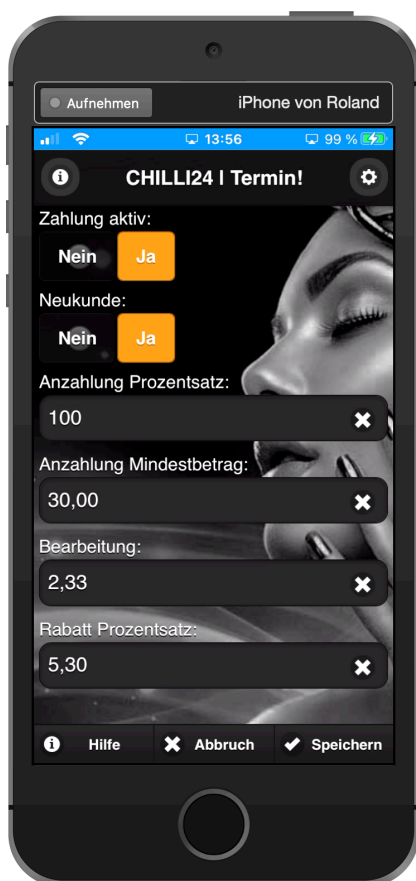 Aufnehmen iPhone von Roland
13:56 99 %
CHILLI24 I Termin!
Zahlung aktiv:
Nein Ja
Neukunde:
Nein Ja
Anzahlung Prozentsatz:
100
Anzahlung Mindestbetrag:
30,00
Bearbeitung:
2,33
Rabatt Prozentsatz:
5,30
Hilfe Abbruch Speichern